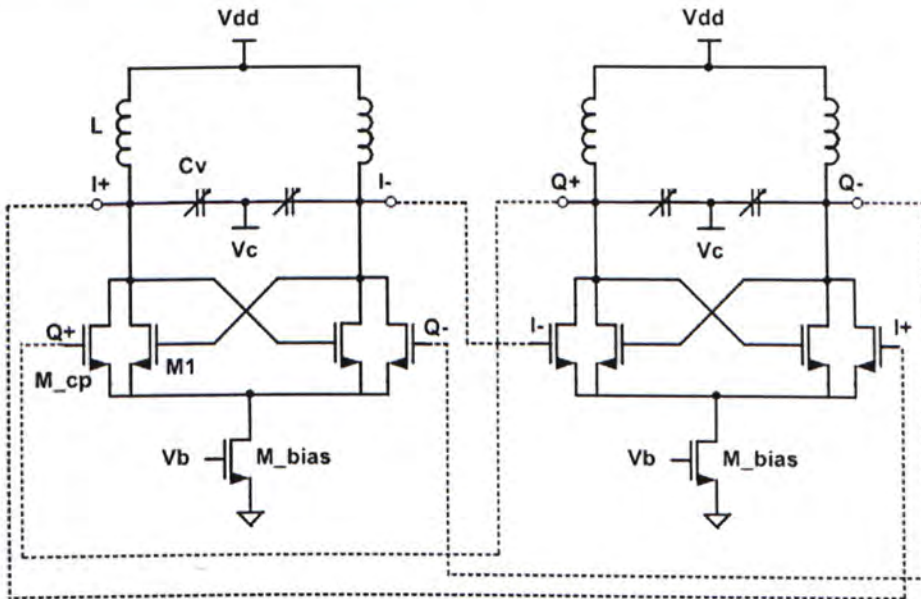 Vdd Vdd
L
Cv
I+ I- Q+ Q-
Vc Vc
Q+ Q- I- I+
M_cp M1
Vb M_bias Vb M_bias